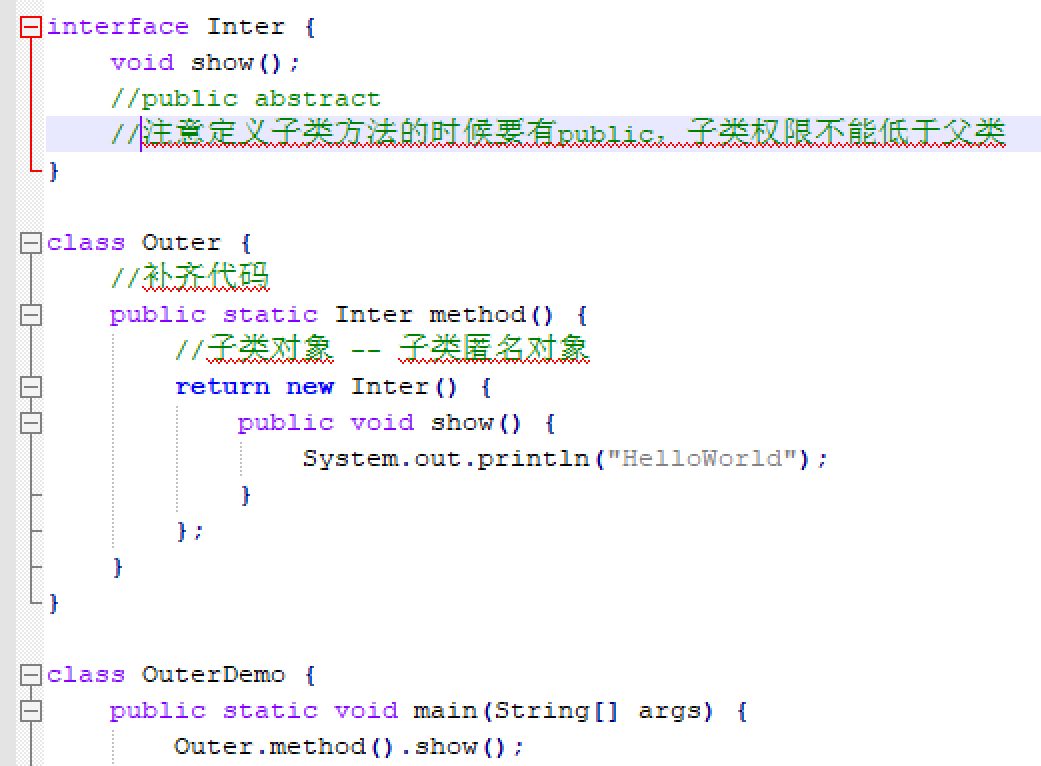 interface Inter {
void show();
//public abstract
//注意定义子类方法的时候要有public，子类权限不能低于父类
}
class Outer {
//补齐代码
public static Inter method() {
//子类对象 -- 子类匿名对象
return new Inter() {
public void show() {
System.out.println("HelloWorld");
}
};
}
}
class OuterDemo {
public static void main(String[] args) {
Outer.method().show();